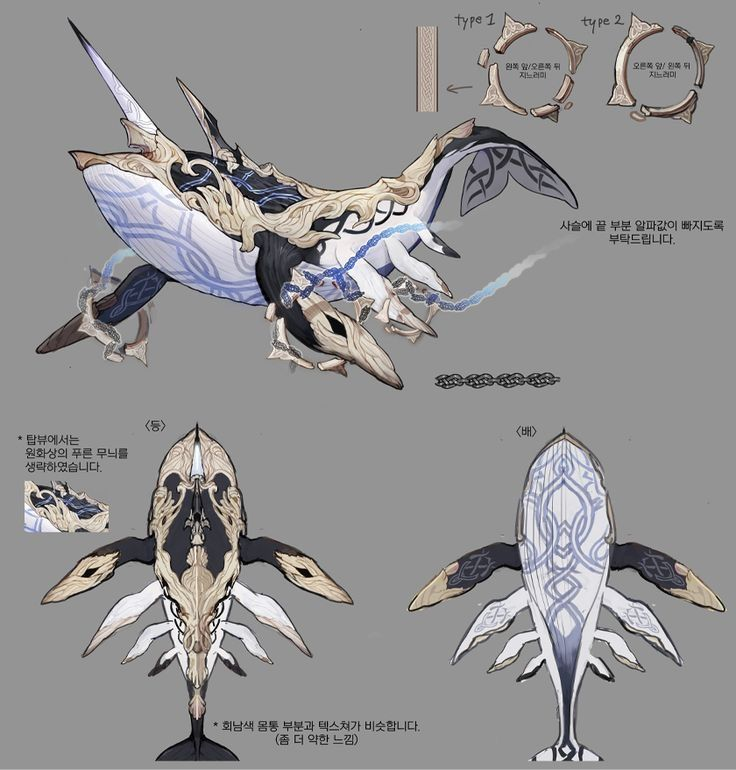 type 1
type 2
왼쪽 앞/오른쪽 뒤
지느러미
오른쪽 앞/ 왼쪽 뒤
지느러미
사슬에 끝 부분 알파값이 빠지도록
부탁드립니다.
* 탑뷰에서는
원화상의 푸른 무늬를
생략하였습니다.
<등>
<배>
* 회남색 몸통 부분과 텍스쳐가 비슷합니다.
(좀 더 약한 느낌)